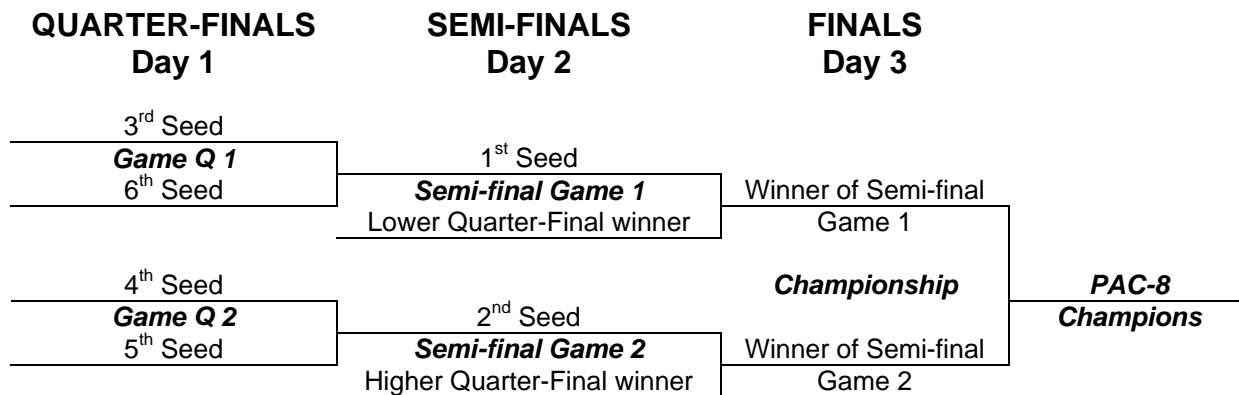 QUARTER-FINALS SEMI-FINALS FINALS
Day 1 Day 2 Day 3
3rd Seed
Game Q 1 1st Seed
6th Seed Semi-final Game 1 Winner of Semi-final
Lower Quarter-Final winner Game 1
4th Seed Championship PAC-8
Game Q 2 2nd Seed Champions
5th Seed Semi-final Game 2 Winner of Semi-final
Higher Quarter-Final winner Game 2